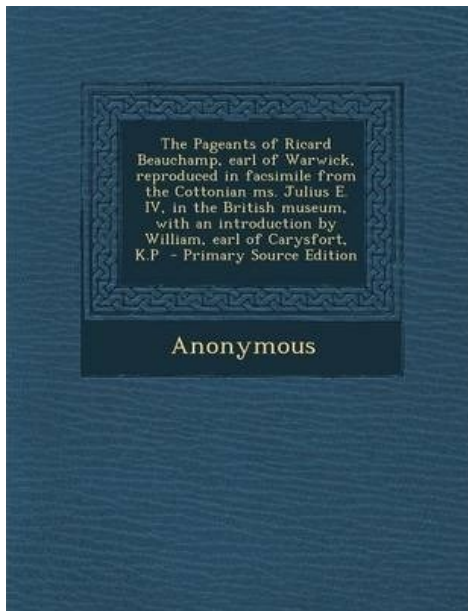 The Pageants of Ricard
Beauchamp, earl of Warwick,
reproduced in facsimile from
the Cottonian ms. Julius E.
IV, in the British museum,
with an introduction by
William, earl of Carysfort,
K.P - Primary Source Edition
Anonymous